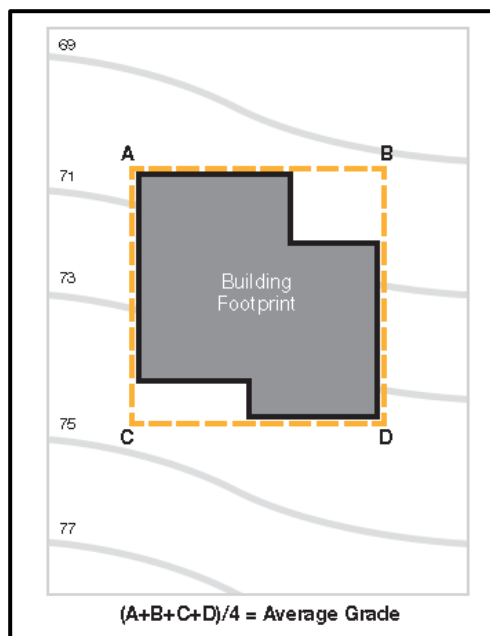 69
A
B
71
73
Building
Footprint
75
C
D
77
(A+B+C+D)/4 = Average Grade